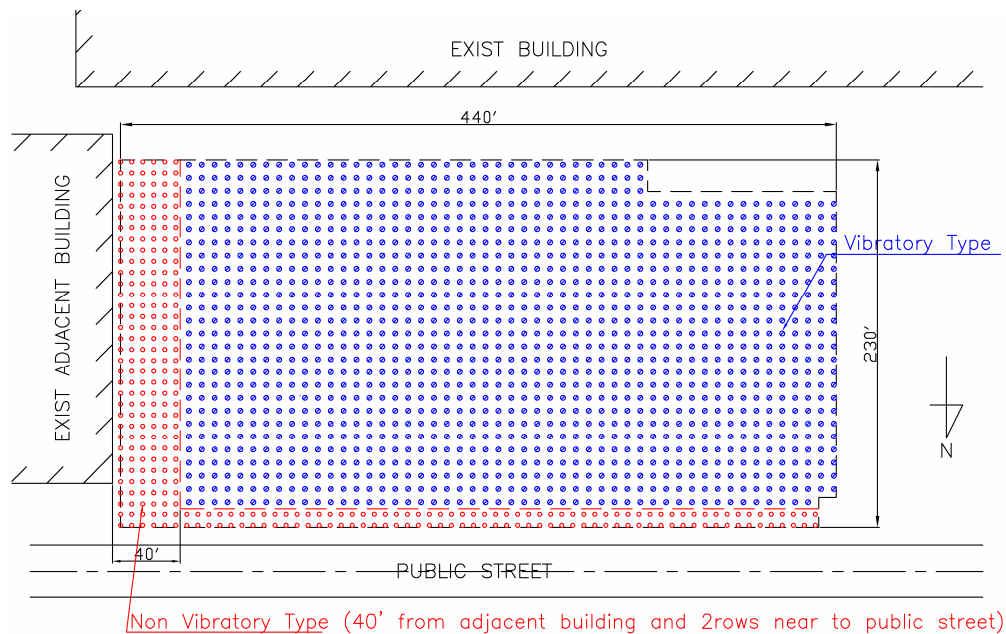 EXIST BUILDING
440'
EXIST ADJACENT BUILDING
Vibratory Type
230'
N
40'
PUBLIC STREET
Non Vibratory Type (40' from adjacent building and 2rows near to public street)